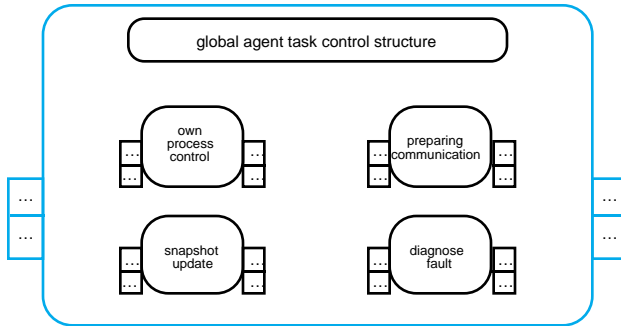 global agent task control structure
own
process
control
... ...
... ...
preparing
communication
... ...
... ...
... ...
... ...
snapshot
update
... ...
... ...
diagnose
fault
... ...
... ...